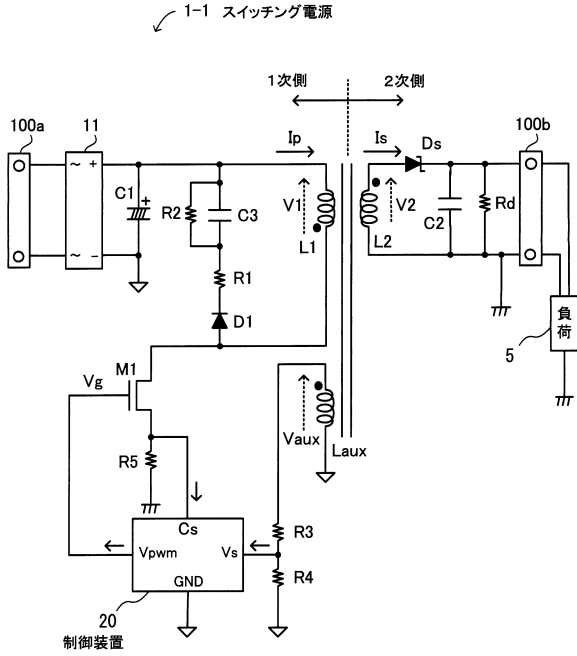 1-1 スイッチング電源
1次側
2次側
100a
11
Ip
Is
Ds
100b
~ +
C1
+
R2
C3
V1
L1
V2
L2
C2
Rd
~ −
R1
D1
負荷
5
M1
Vg
Vaux
Laux
R5
Cs
R3
Vpwm
Vs
R4
GND
20
制御装置